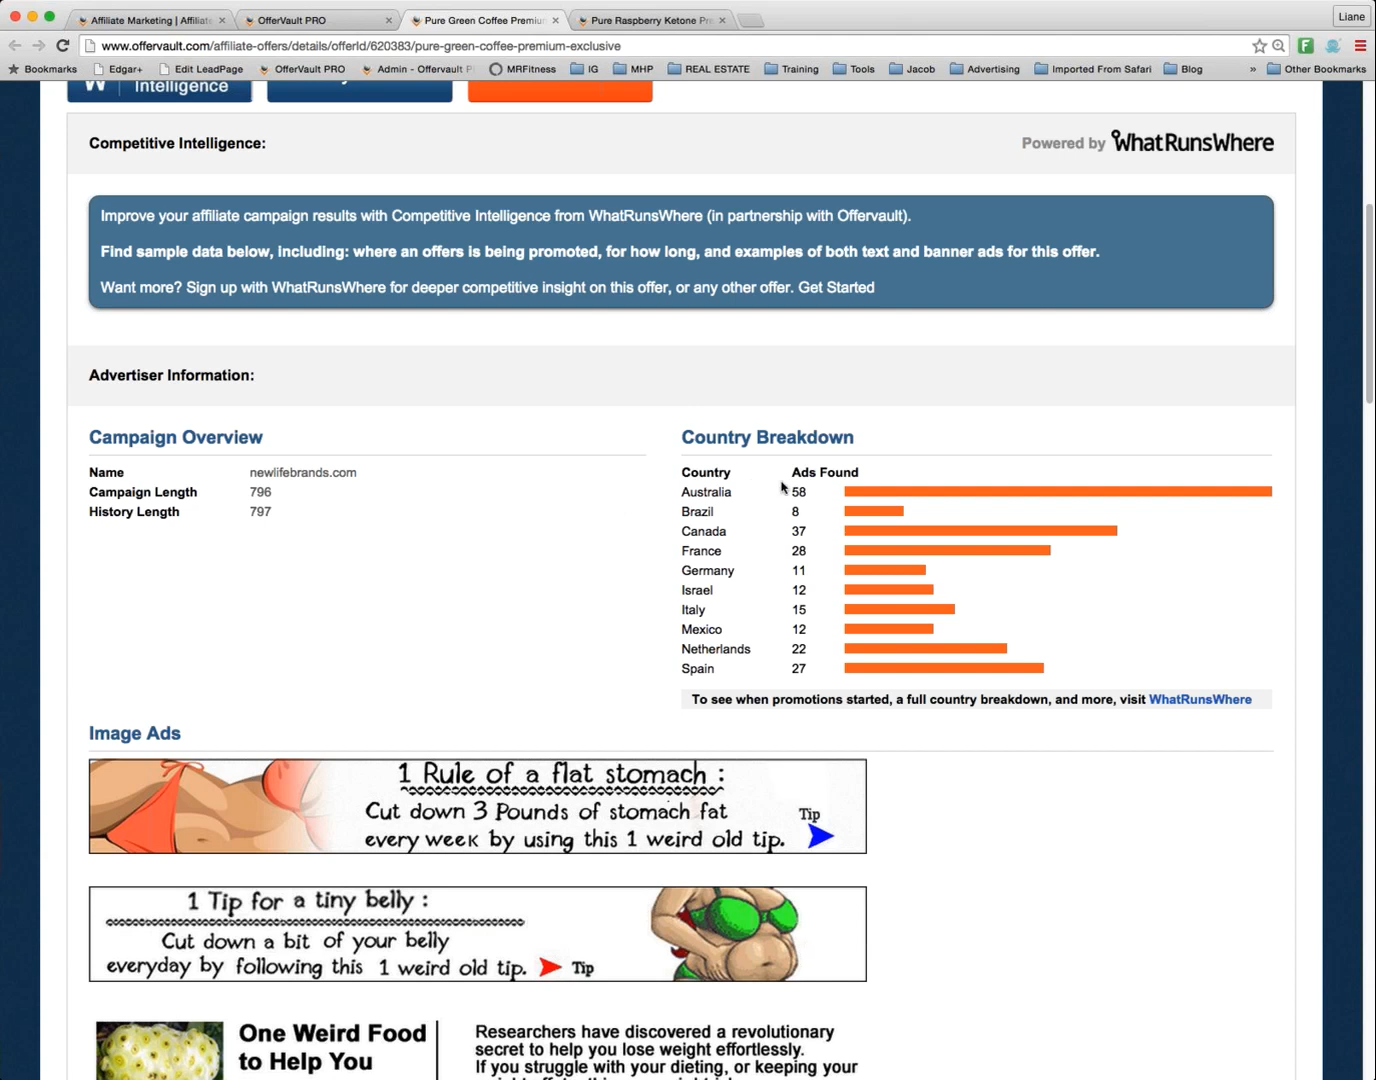 Affiliate Marketing | Affiliate
OfferVault PRO
Pure Green Coffee Premium
Pure Raspberry Ketone Pre
Liane
www.offervault.com/affiliate-offers/details/offerId/620383/pure-green-coffee-premium-exclusive
Bookmarks
Edgar+
Edit LeadPage
OfferVault PRO
Admin - Offervault P
MRFitness
IG
MHP
REAL ESTATE
Training
Tools
Jacob
Advertising
Imported From Safari
Blog
»
Other Bookmarks
W
Intelligence
Competitive Intelligence:
Powered by WhatRunsWhere
Improve your affiliate campaign results with Competitive Intelligence from WhatRunsWhere (in partnership with Offervault).
Find sample data below, including: where an offers is being promoted, for how long, and examples of both text and banner ads for this offer.
Want more? Sign up with WhatRunsWhere for deeper competitive insight on this offer, or any other offer. Get Started
Advertiser Information:
Campaign Overview
Name newlifebrands.com
Campaign Length 796
History Length 797
Country Breakdown
Country Ads Found
Australia 58
Brazil 8
Canada 37
France 28
Germany 11
Israel 12
Italy 15
Mexico 12
Netherlands 22
Spain 27
To see when promotions started, a full country breakdown, and more, visit WhatRunsWhere
Image Ads
1 Rule of a flat stomach :
Cut down 3 Pounds of stomach fat
every week by using this 1 weird old tip.
Tip
1 Tip for a tiny belly :
Cut down a bit of your belly
everyday by following this 1 weird old tip.
Tip
One Weird Food
to Help You
Researchers have discovered a revolutionary
secret to help you lose weight effortlessly.
If you struggle with your dieting, or keeping your